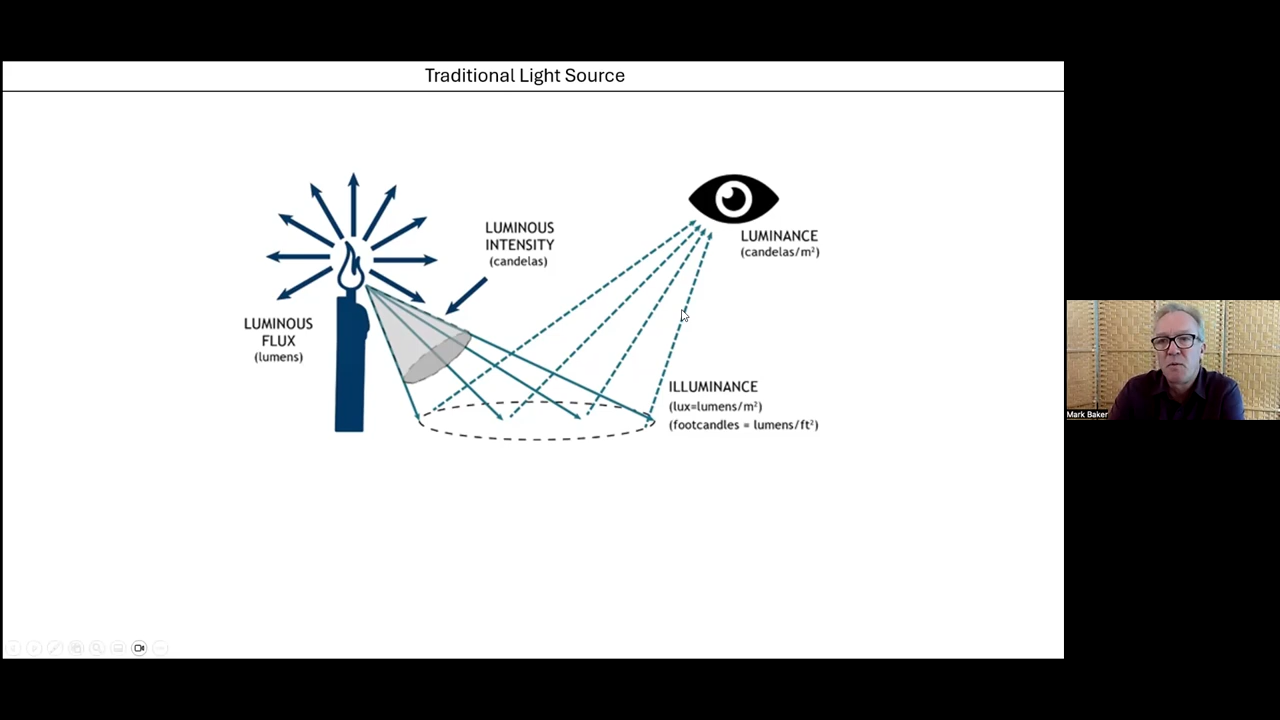 Traditional Light Source
LUMINOUS
INTENSITY
(candelas)
LUMINANCE
(candelas/m²)
LUMINOUS
FLUX
(lumens)
ILLUMINANCE
(lux=lumens/m²)
(footcandles = lumens/ft²)
Mark Baker